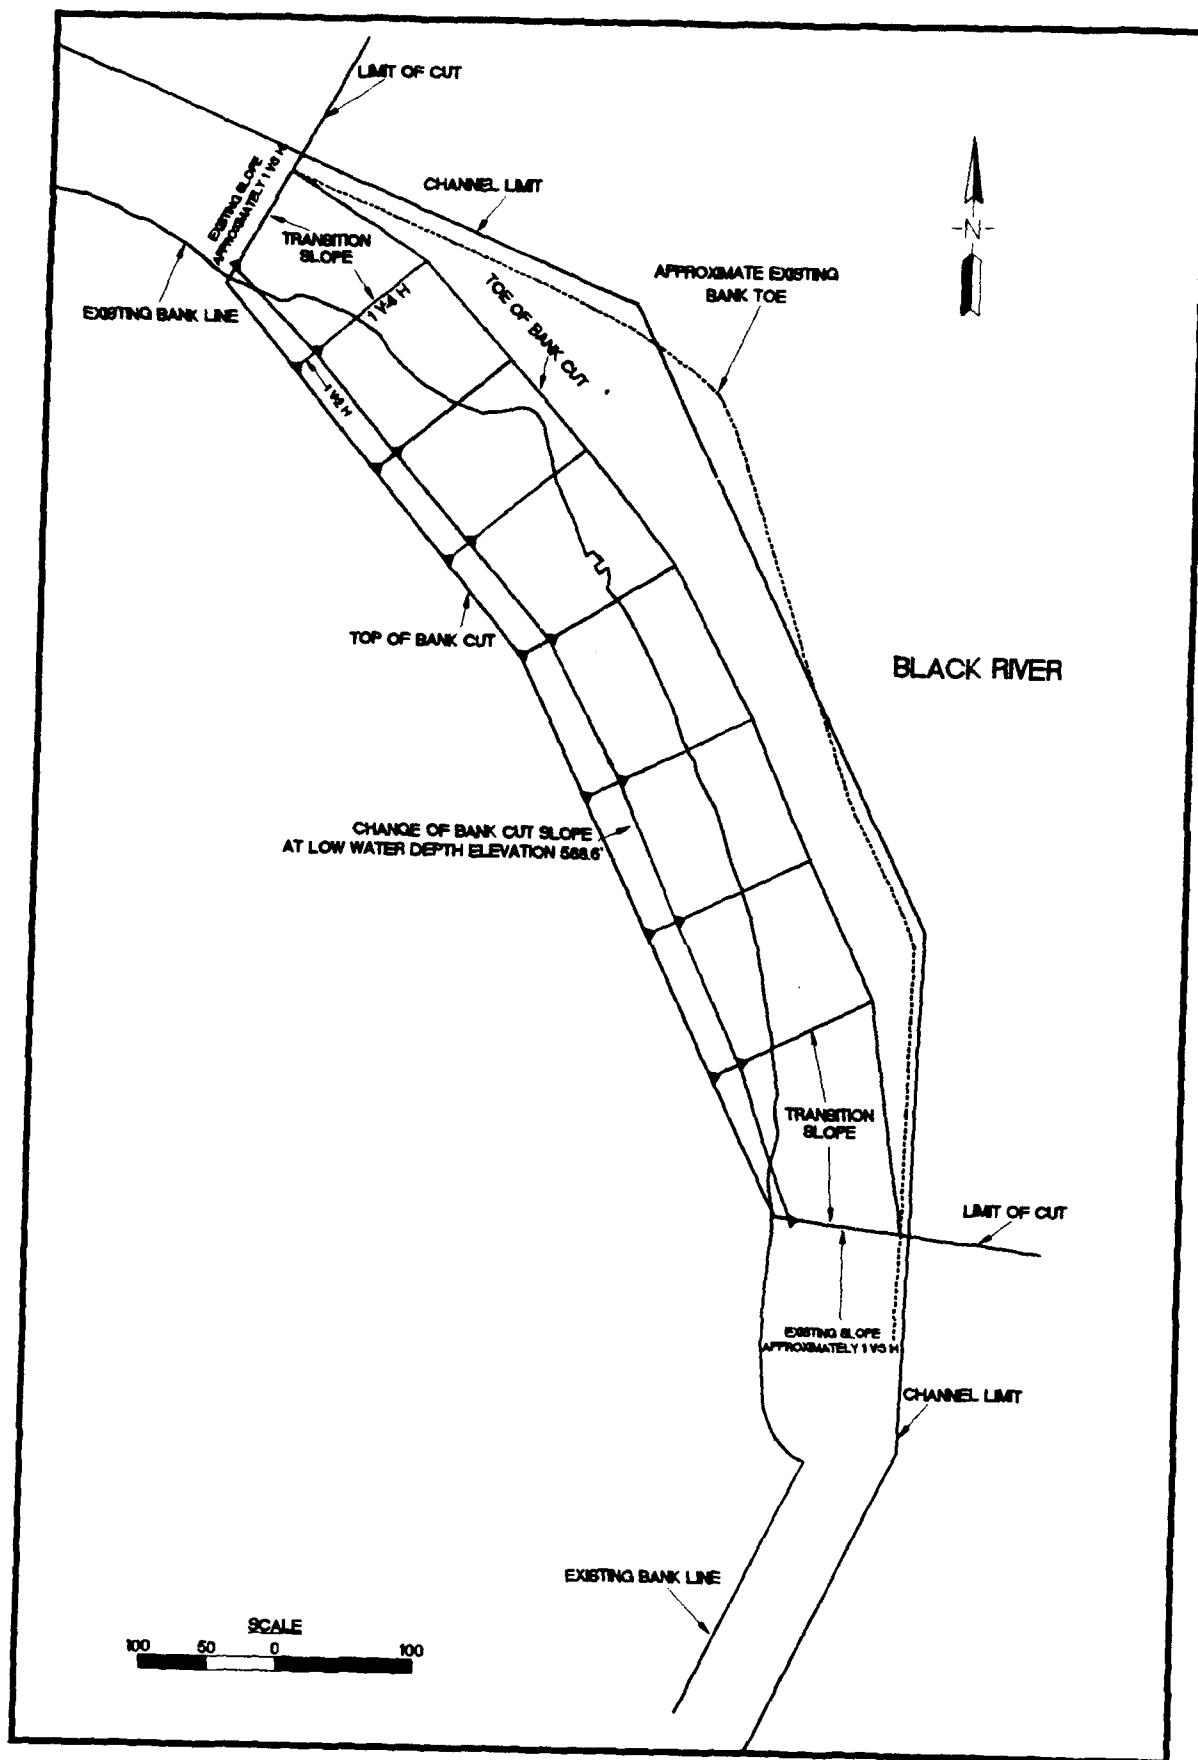 LIMIT OF CUT
EXISTING SLOPE
APPROXIMATELY 1 V:3 H
CHANNEL LIMIT
TRANSITION
SLOPE
N
APPROXIMATE EXISTING
BANK TOE
EXISTING BANK LINE
1 V:4 H
TOE OF BANK CUT
1 V:2 H
TOP OF BANK CUT
BLACK RIVER
CHANGE OF BANK CUT SLOPE
AT LOW WATER DEPTH ELEVATION 568.6'
TRANSITION
SLOPE
LIMIT OF CUT
EXISTING SLOPE
APPROXIMATELY 1 V:3 H
CHANNEL LIMIT
EXISTING BANK LINE
SCALE
100 50 0 100